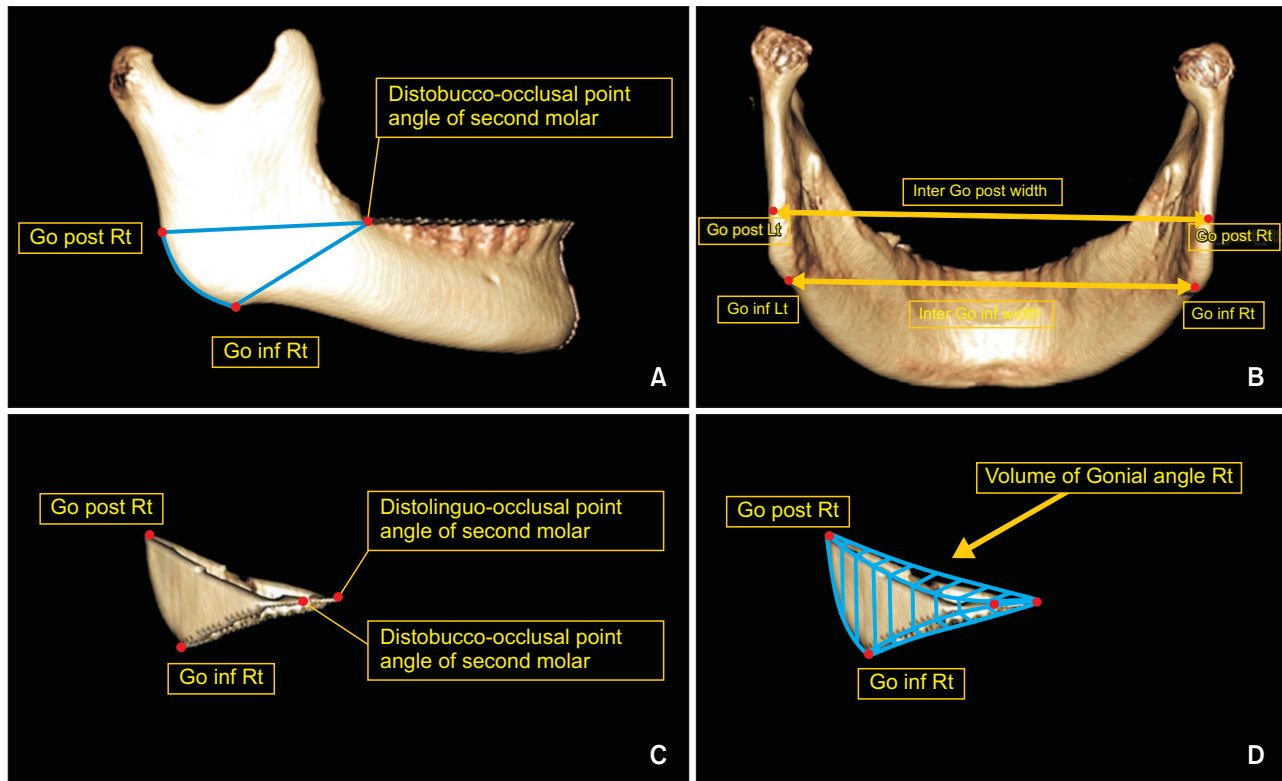 Distobucco-occlusal point
angle of second molar
Go post Rt
Go inf Rt
A
Inter Go post width
Go post Lt
Go post Rt
Go inf Lt
Inter Go inf width
Go inf Rt
B
Go post Rt
Distolinguo-occlusal point
angle of second molar
Distobucco-occlusal point
angle of second molar
Go inf Rt
C
Volume of Gonial angle Rt
Go post Rt
Go inf Rt
D